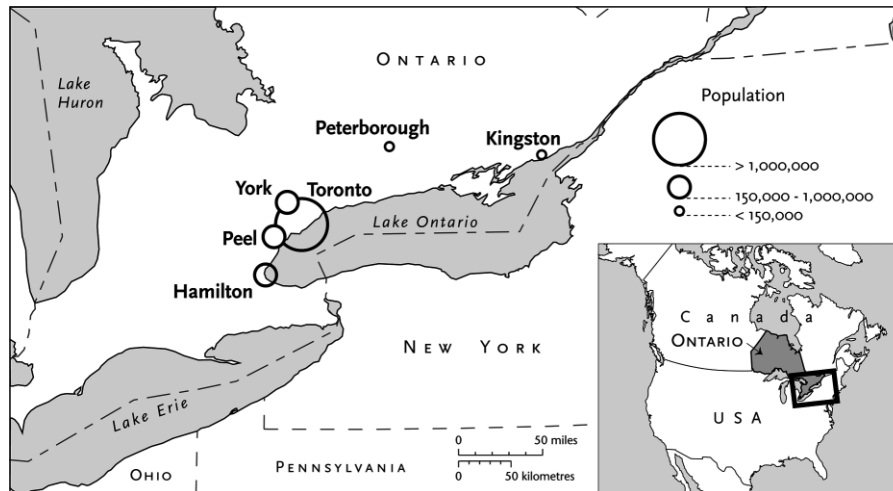 ONTARIO
Lake
Huron
Peterborough
Kingston
York
Toronto
Lake Ontario
Peel
Hamilton
NEW YORK
Lake Erie
OHIO
PENNSYLVANIA
0 50 miles
0 50 kilometres
Population
> 1,000,000
150,000 - 1,000,000
< 150,000
Canada
ONTARIO
USA